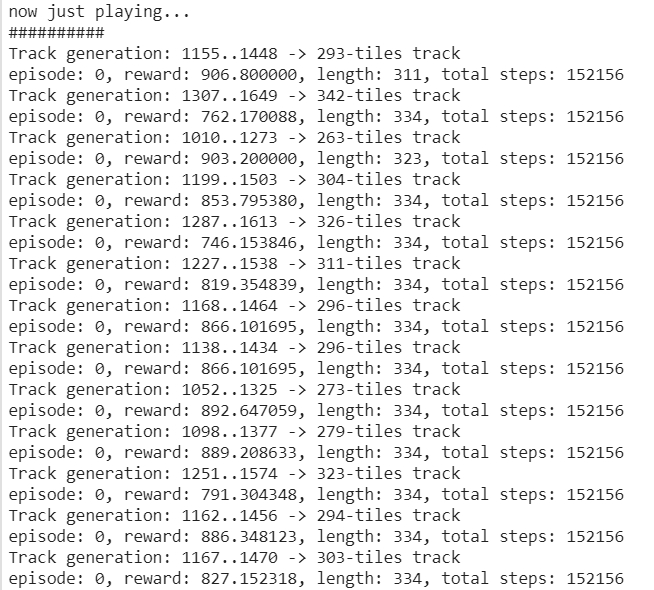 now just playing...
##########
Track generation: 1155..1448 -> 293-tiles track
episode: 0, reward: 906.800000, length: 311, total steps: 152156
Track generation: 1307..1649 -> 342-tiles track
episode: 0, reward: 762.170088, length: 334, total steps: 152156
Track generation: 1010..1273 -> 263-tiles track
episode: 0, reward: 903.200000, length: 323, total steps: 152156
Track generation: 1199..1503 -> 304-tiles track
episode: 0, reward: 853.795380, length: 334, total steps: 152156
Track generation: 1287..1613 -> 326-tiles track
episode: 0, reward: 746.153846, length: 334, total steps: 152156
Track generation: 1227..1538 -> 311-tiles track
episode: 0, reward: 819.354839, length: 334, total steps: 152156
Track generation: 1168..1464 -> 296-tiles track
episode: 0, reward: 866.101695, length: 334, total steps: 152156
Track generation: 1138..1434 -> 296-tiles track
episode: 0, reward: 866.101695, length: 334, total steps: 152156
Track generation: 1052..1325 -> 273-tiles track
episode: 0, reward: 892.647059, length: 334, total steps: 152156
Track generation: 1098..1377 -> 279-tiles track
episode: 0, reward: 889.208633, length: 334, total steps: 152156
Track generation: 1251..1574 -> 323-tiles track
episode: 0, reward: 791.304348, length: 334, total steps: 152156
Track generation: 1162..1456 -> 294-tiles track
episode: 0, reward: 886.348123, length: 334, total steps: 152156
Track generation: 1167..1470 -> 303-tiles track
episode: 0, reward: 827.152318, length: 334, total steps: 152156